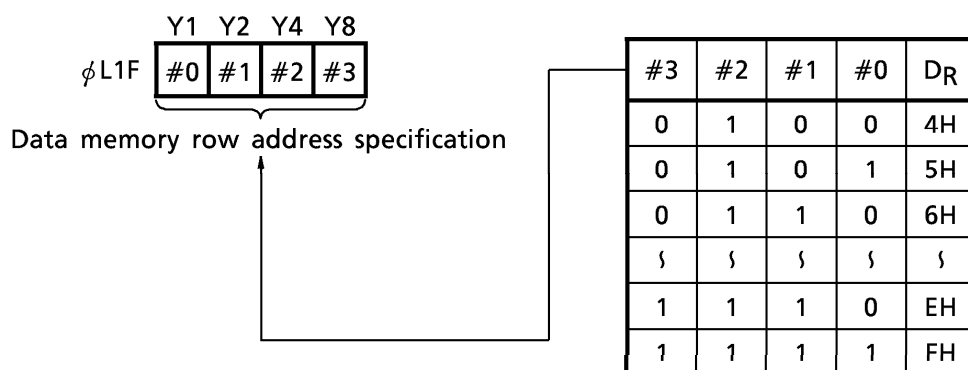 Y1 Y2 Y4 Y8
ϕL1F #0 #1 #2 #3
Data memory row address specification
#3 #2 #1 #0 DR
0 1 0 0 4H
0 1 0 1 5H
0 1 1 0 6H
≀ ≀ ≀ ≀ ≀
1 1 1 0 EH
1 1 1 1 FH